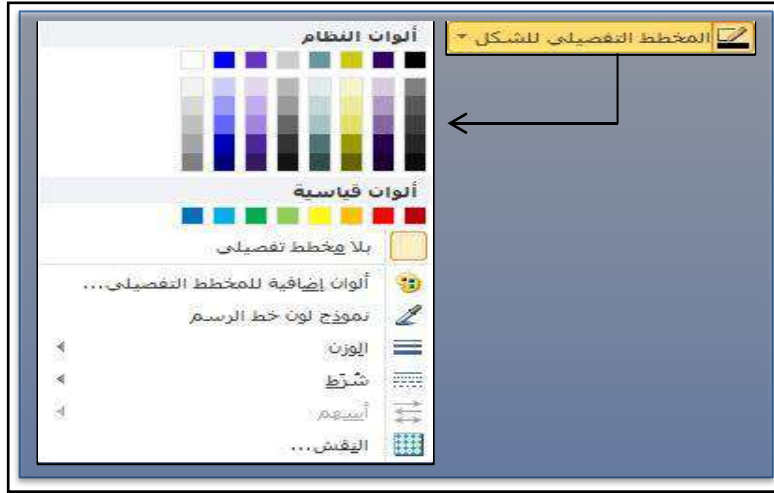 المخطط التفصيلي للشكل
ألوان النظام
ألوان قياسية
بلا مخطط تفصيلي
ألوان إضافية للمخطط التفصيلي...
نموذج لون خط الرسم
الوزن
شرط
أسهم
النقش...